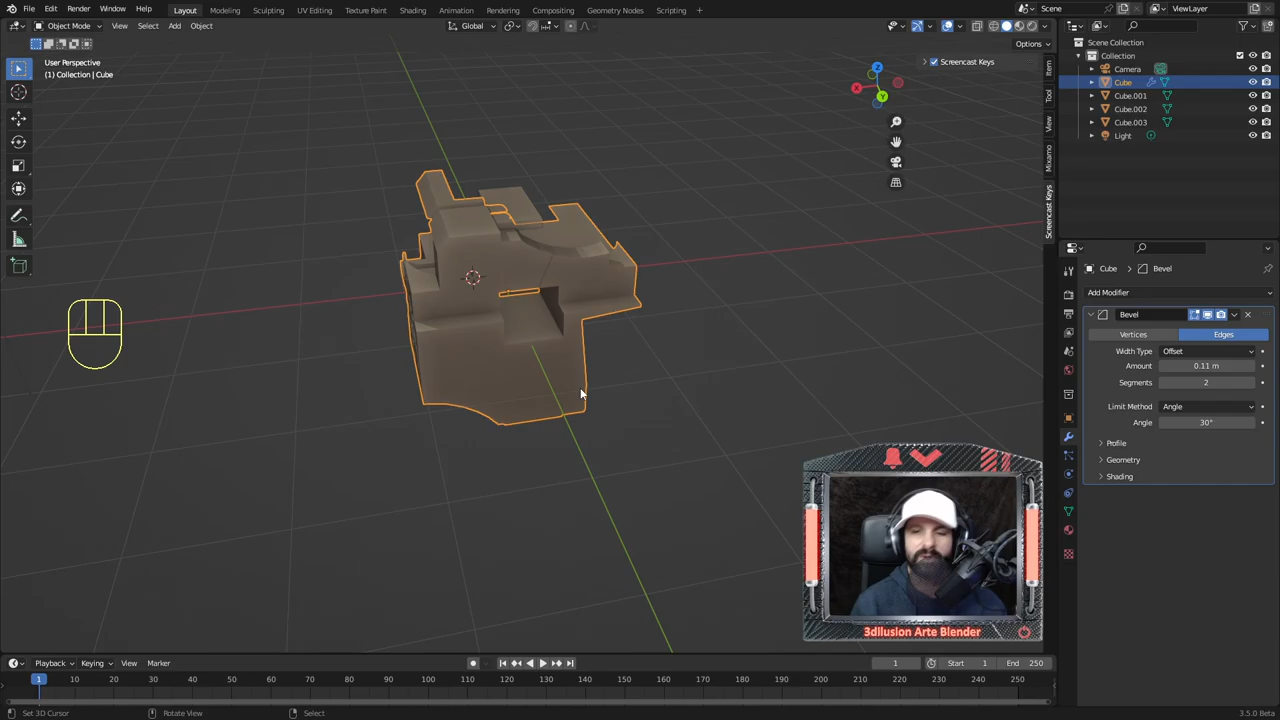 File Edit Render Window Help
Layout Modeling Sculpting UV Editing Texture Paint Shading Animation Rendering Compositing Geometry Nodes Scripting
Scene
ViewLayer
Object Mode View Select Add Object
Global
Options
User Perspective
(1) Collection | Cube
Screencast Keys
Z
X
Y
Item
Tool
View
Mixamo
Screencast Keys
Scene Collection
Collection
Camera
Cube
Cube.001
Cube.002
Cube.003
Light
Cube Bevel
Add Modifier
Bevel
Vertices Edges
Width Type Offset
Amount 0.11 m
Segments 2
Limit Method Angle
Angle 30°
Profile
Geometry
Shading
3dilusion Arte Blender
Playback Keying View Marker
1 Start 1 End 250
1 10 20 30 40 50 60 70 80 90 100 110 120 130 140 150 160 170 180 190 200 210 220 230 240 250
Set 3D Cursor Rotate View Select
3.5.0 Beta